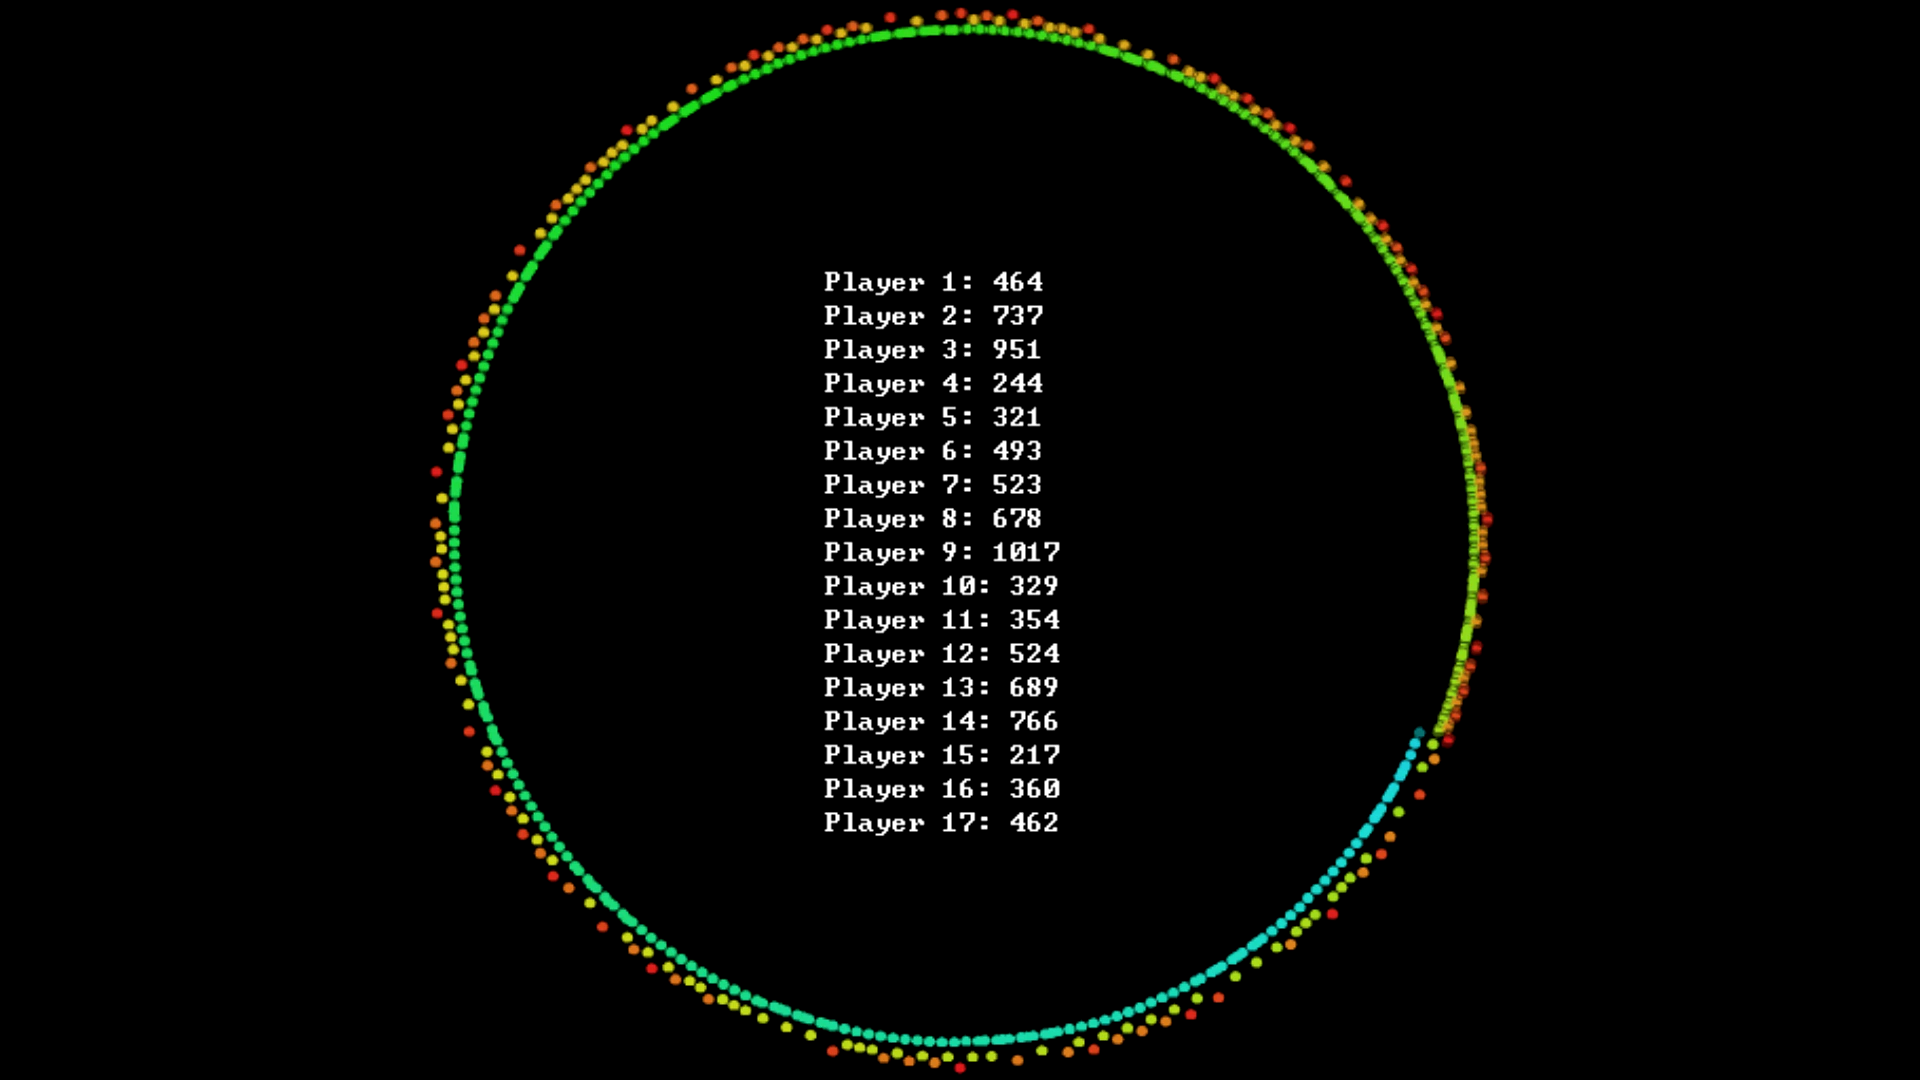 Player 1: 464
Player 2: 737
Player 3: 951
Player 4: 244
Player 5: 321
Player 6: 493
Player 7: 523
Player 8: 678
Player 9: 1017
Player 10: 329
Player 11: 354
Player 12: 524
Player 13: 689
Player 14: 766
Player 15: 217
Player 16: 360
Player 17: 462